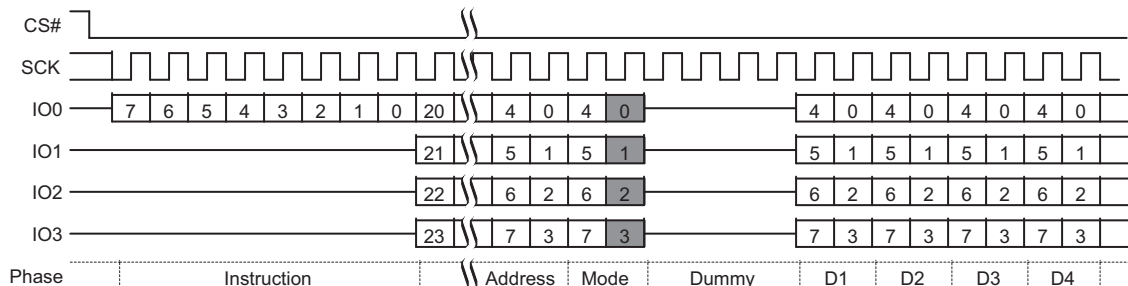 CS#
SCK
IO0 7 6 5 4 3 2 1 0 20 4 0 4 0 4 0 4 0 4 0 4 0
IO1 21 5 1 5 1 5 1 5 1 5 1 5 1
IO2 22 6 2 6 2 6 2 6 2 6 2 6 2
IO3 23 7 3 7 3 7 3 7 3 7 3 7 3
Phase Instruction Address Mode Dummy D1 D2 D3 D4